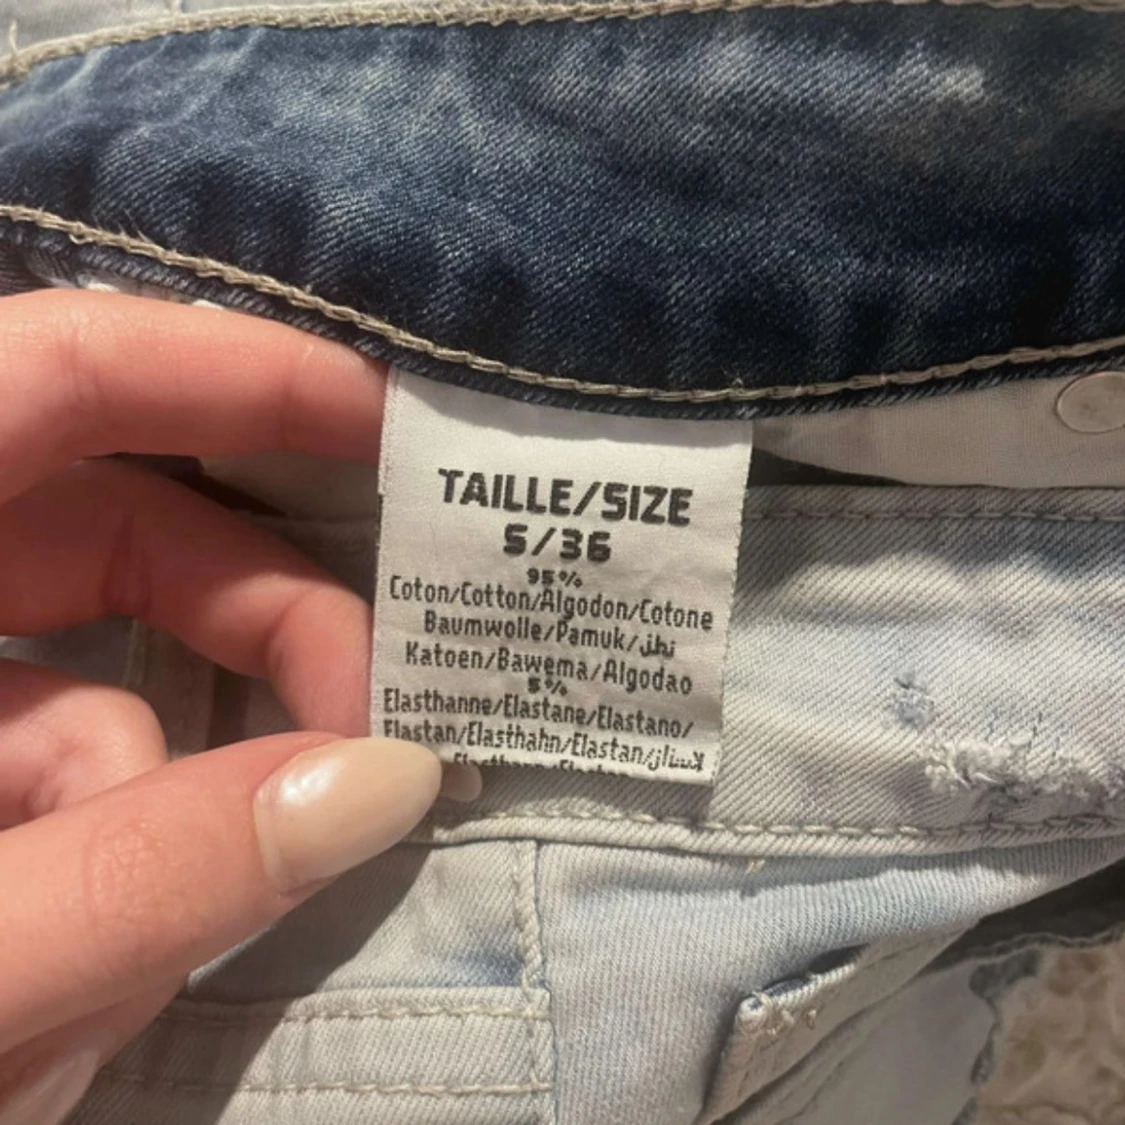 TAILLE/SIZE
S/36
95%
Coton/Cotton/Algodon/Cotone
Baumwolle/Pamuk/
Katoen/Bawema/Algodao
5%
Elasthanne/Elastane/Elastano/
Elastan/Elasthahn/Elastan/